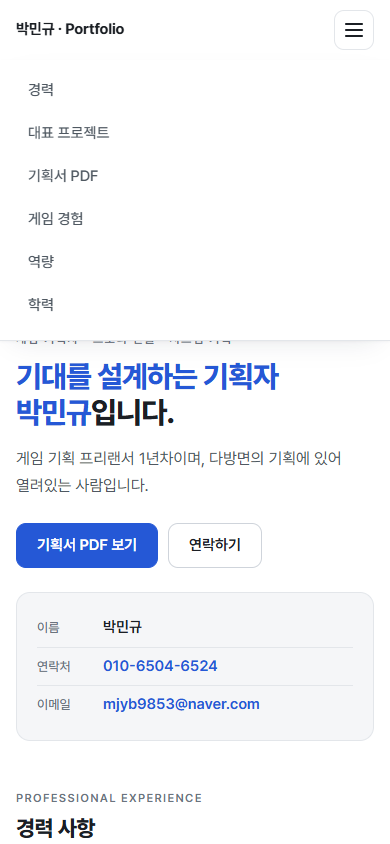 박민규 · Portfolio
경력
대표 프로젝트
기획서 PDF
게임 경험
역량
학력
기대를 설계하는 기획자
박민규입니다.
게임 기획 프리랜서 1년차이며, 다방면의 기획에 있어
열려있는 사람입니다.
기획서 PDF 보기
연락하기
이름
박민규
연락처
010-6504-6524
이메일
mjyb9853@naver.com
PROFESSIONAL EXPERIENCE
경력 사항